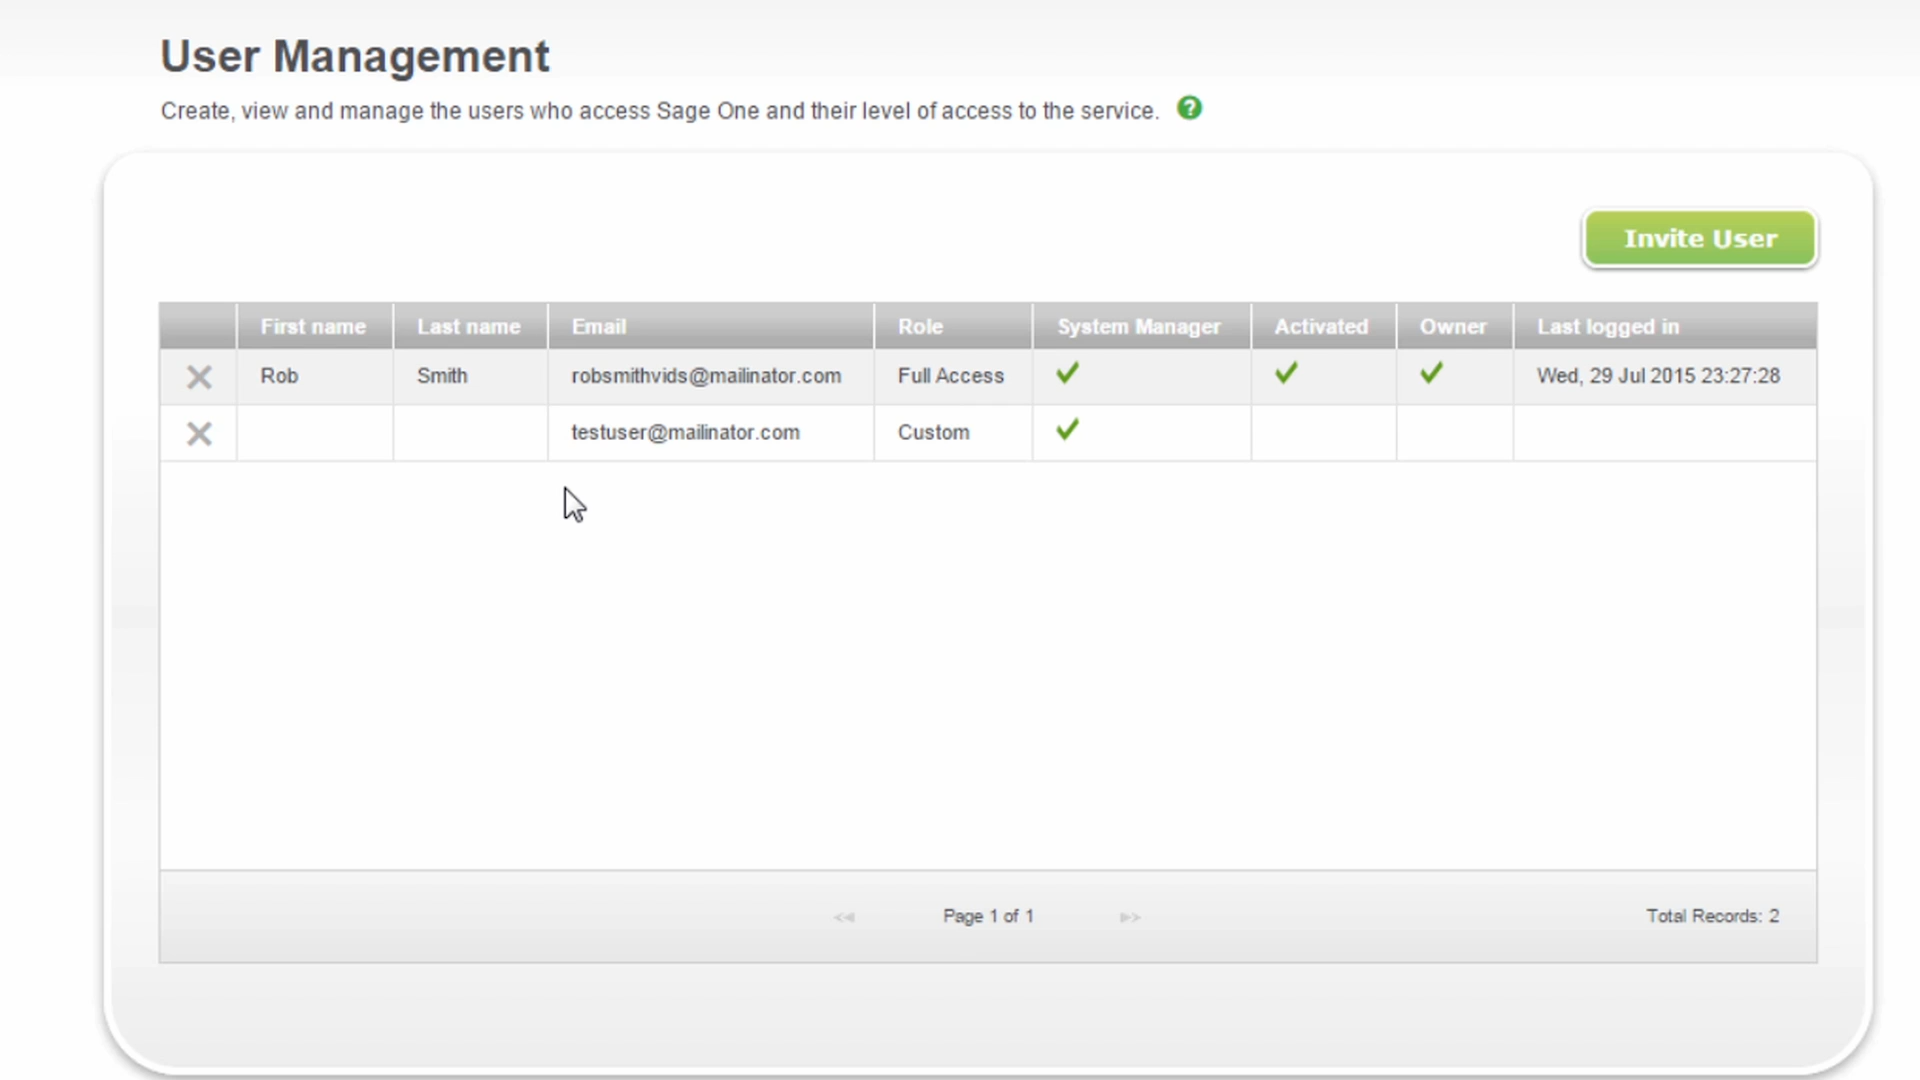 User Management
Create, view and manage the users who access Sage One and their level of access to the service. ?
Invite User
First name Last name Email Role System Manager Activated Owner Last logged in
Rob Smith robsmithvids@mailinator.com Full Access Wed, 29 Jul 2015 23:27:28
testuser@mailinator.com Custom
Page 1 of 1 Total Records: 2